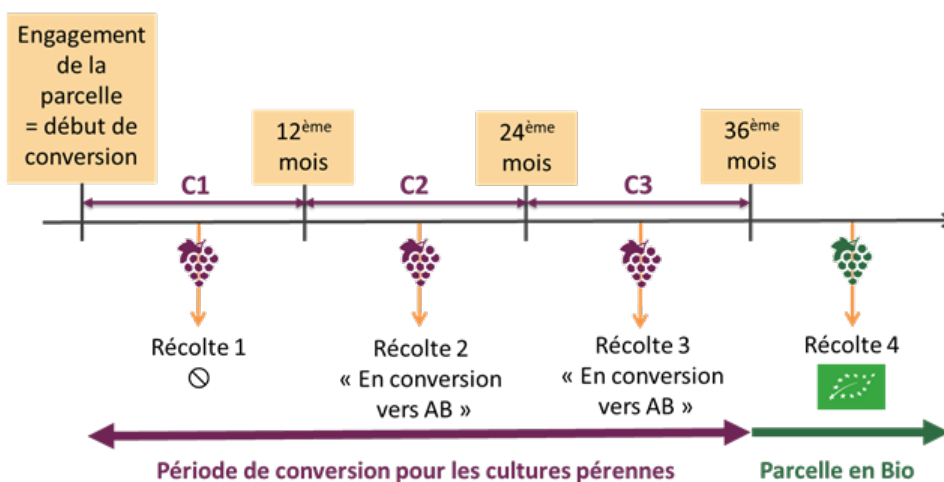 Engagement
de la
parcelle
= début de
conversion
12ème
mois
24ème
mois
36ème
mois
C1
C2
C3
Récolte 1
Récolte 2
« En conversion
vers AB »
Récolte 3
« En conversion
vers AB »
Récolte 4
Période de conversion pour les cultures pérennes
Parcelle en Bio